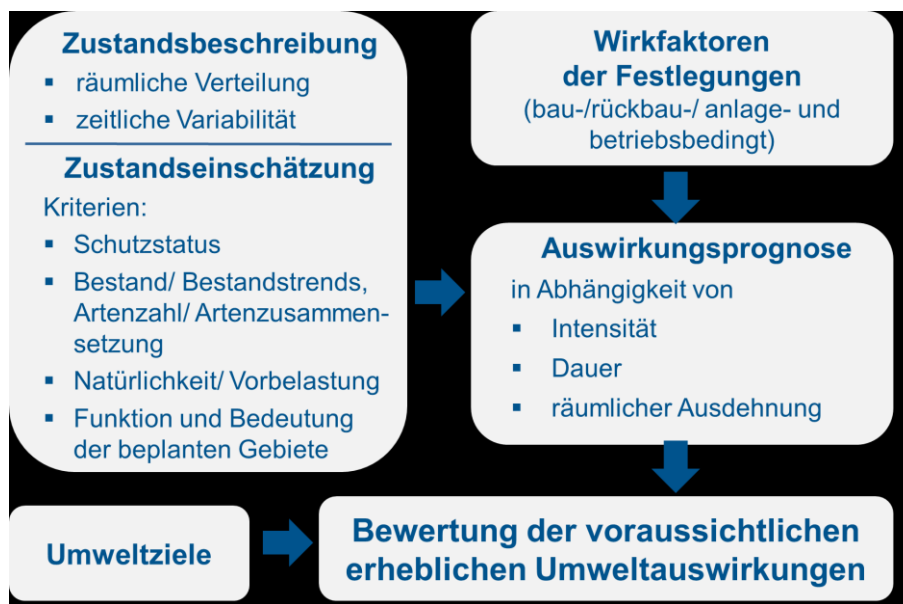 Zustandsbeschreibung
▪ räumliche Verteilung
▪ zeitliche Variabilität
Zustandseinschätzung
Kriterien:
▪ Schutzstatus
▪ Bestand/ Bestandstrends,
Artenzahl/ Artenzusammen-
setzung
▪ Natürlichkeit/ Vorbelastung
▪ Funktion und Bedeutung
der beplanten Gebiete
Wirkfaktoren
der Festlegungen
(bau-/rückbau-/ anlage- und
betriebsbedingt)
Auswirkungsprognose
in Abhängigkeit von
▪ Intensität
▪ Dauer
▪ räumlicher Ausdehnung
Umweltziele
Bewertung der voraussichtlichen
erheblichen Umweltauswirkungen